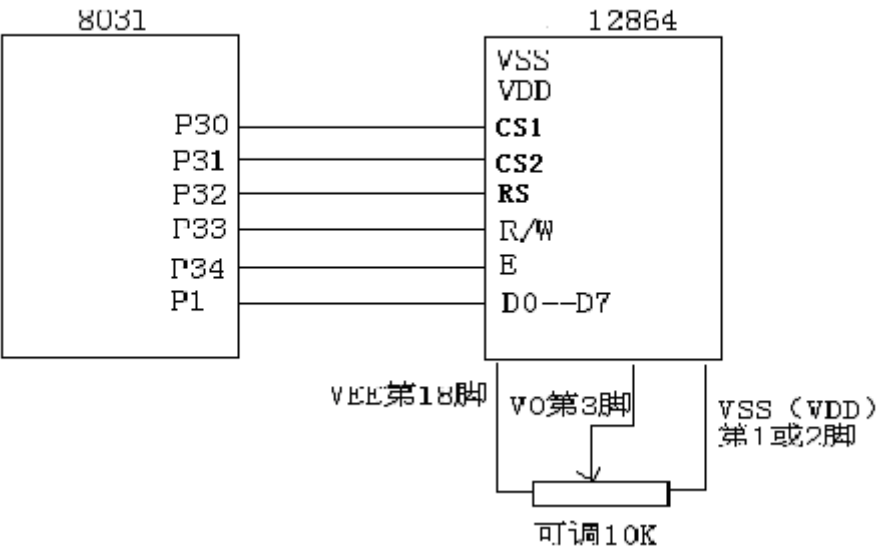 8031
12864
VSS
VDD
P30
CS1
P31
CS2
P32
RS
P33
R/W
P34
E
P1
D0--D7
VEE第18脚
V0第3脚
VSS（VDD）
第1或2脚
可调10K